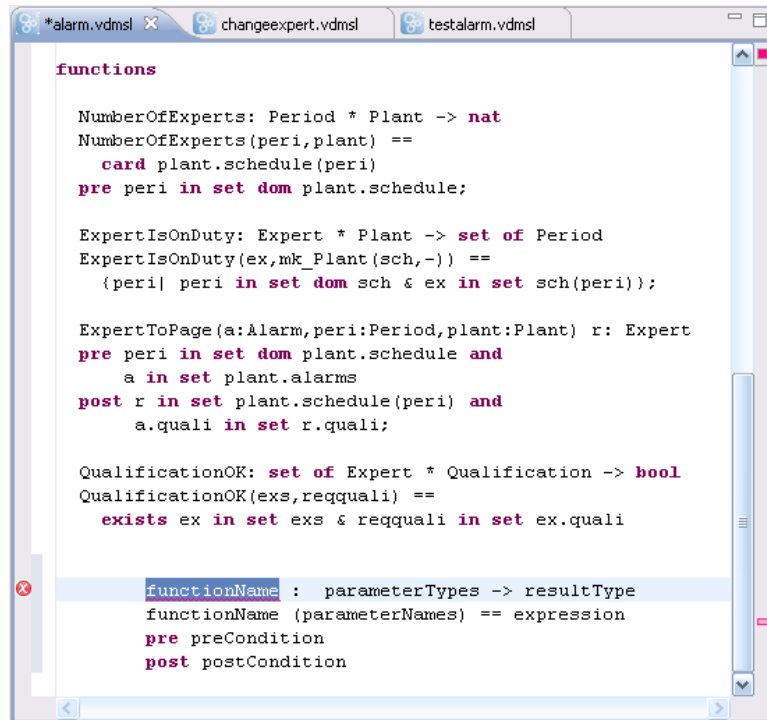 *alarm.vdmsl changeexpert.vdmsl testalarm.vdmsl
functions
NumberOfExperts: Period * Plant -> nat
NumberOfExperts(peri,plant) ==
card plant.schedule(peri)
pre peri in set dom plant.schedule;
ExpertIsOnDuty: Expert * Plant -> set of Period
ExpertIsOnDuty(ex,mk_Plant(sch,-)) ==
{peri| peri in set dom sch & ex in set sch(peri)};
ExpertToPage(a:Alarm,peri:Period,plant:Plant) r: Expert
pre peri in set dom plant.schedule and
a in set plant.alarms
post r in set plant.schedule(peri) and
a.quali in set r.quali;
QualificationOK: set of Expert * Qualification -> bool
QualificationOK(exs,reqquali) ==
exists ex in set exs & reqquali in set ex.quali
functionName : parameterTypes -> resultType
functionName (parameterNames) == expression
pre preCondition
post postCondition